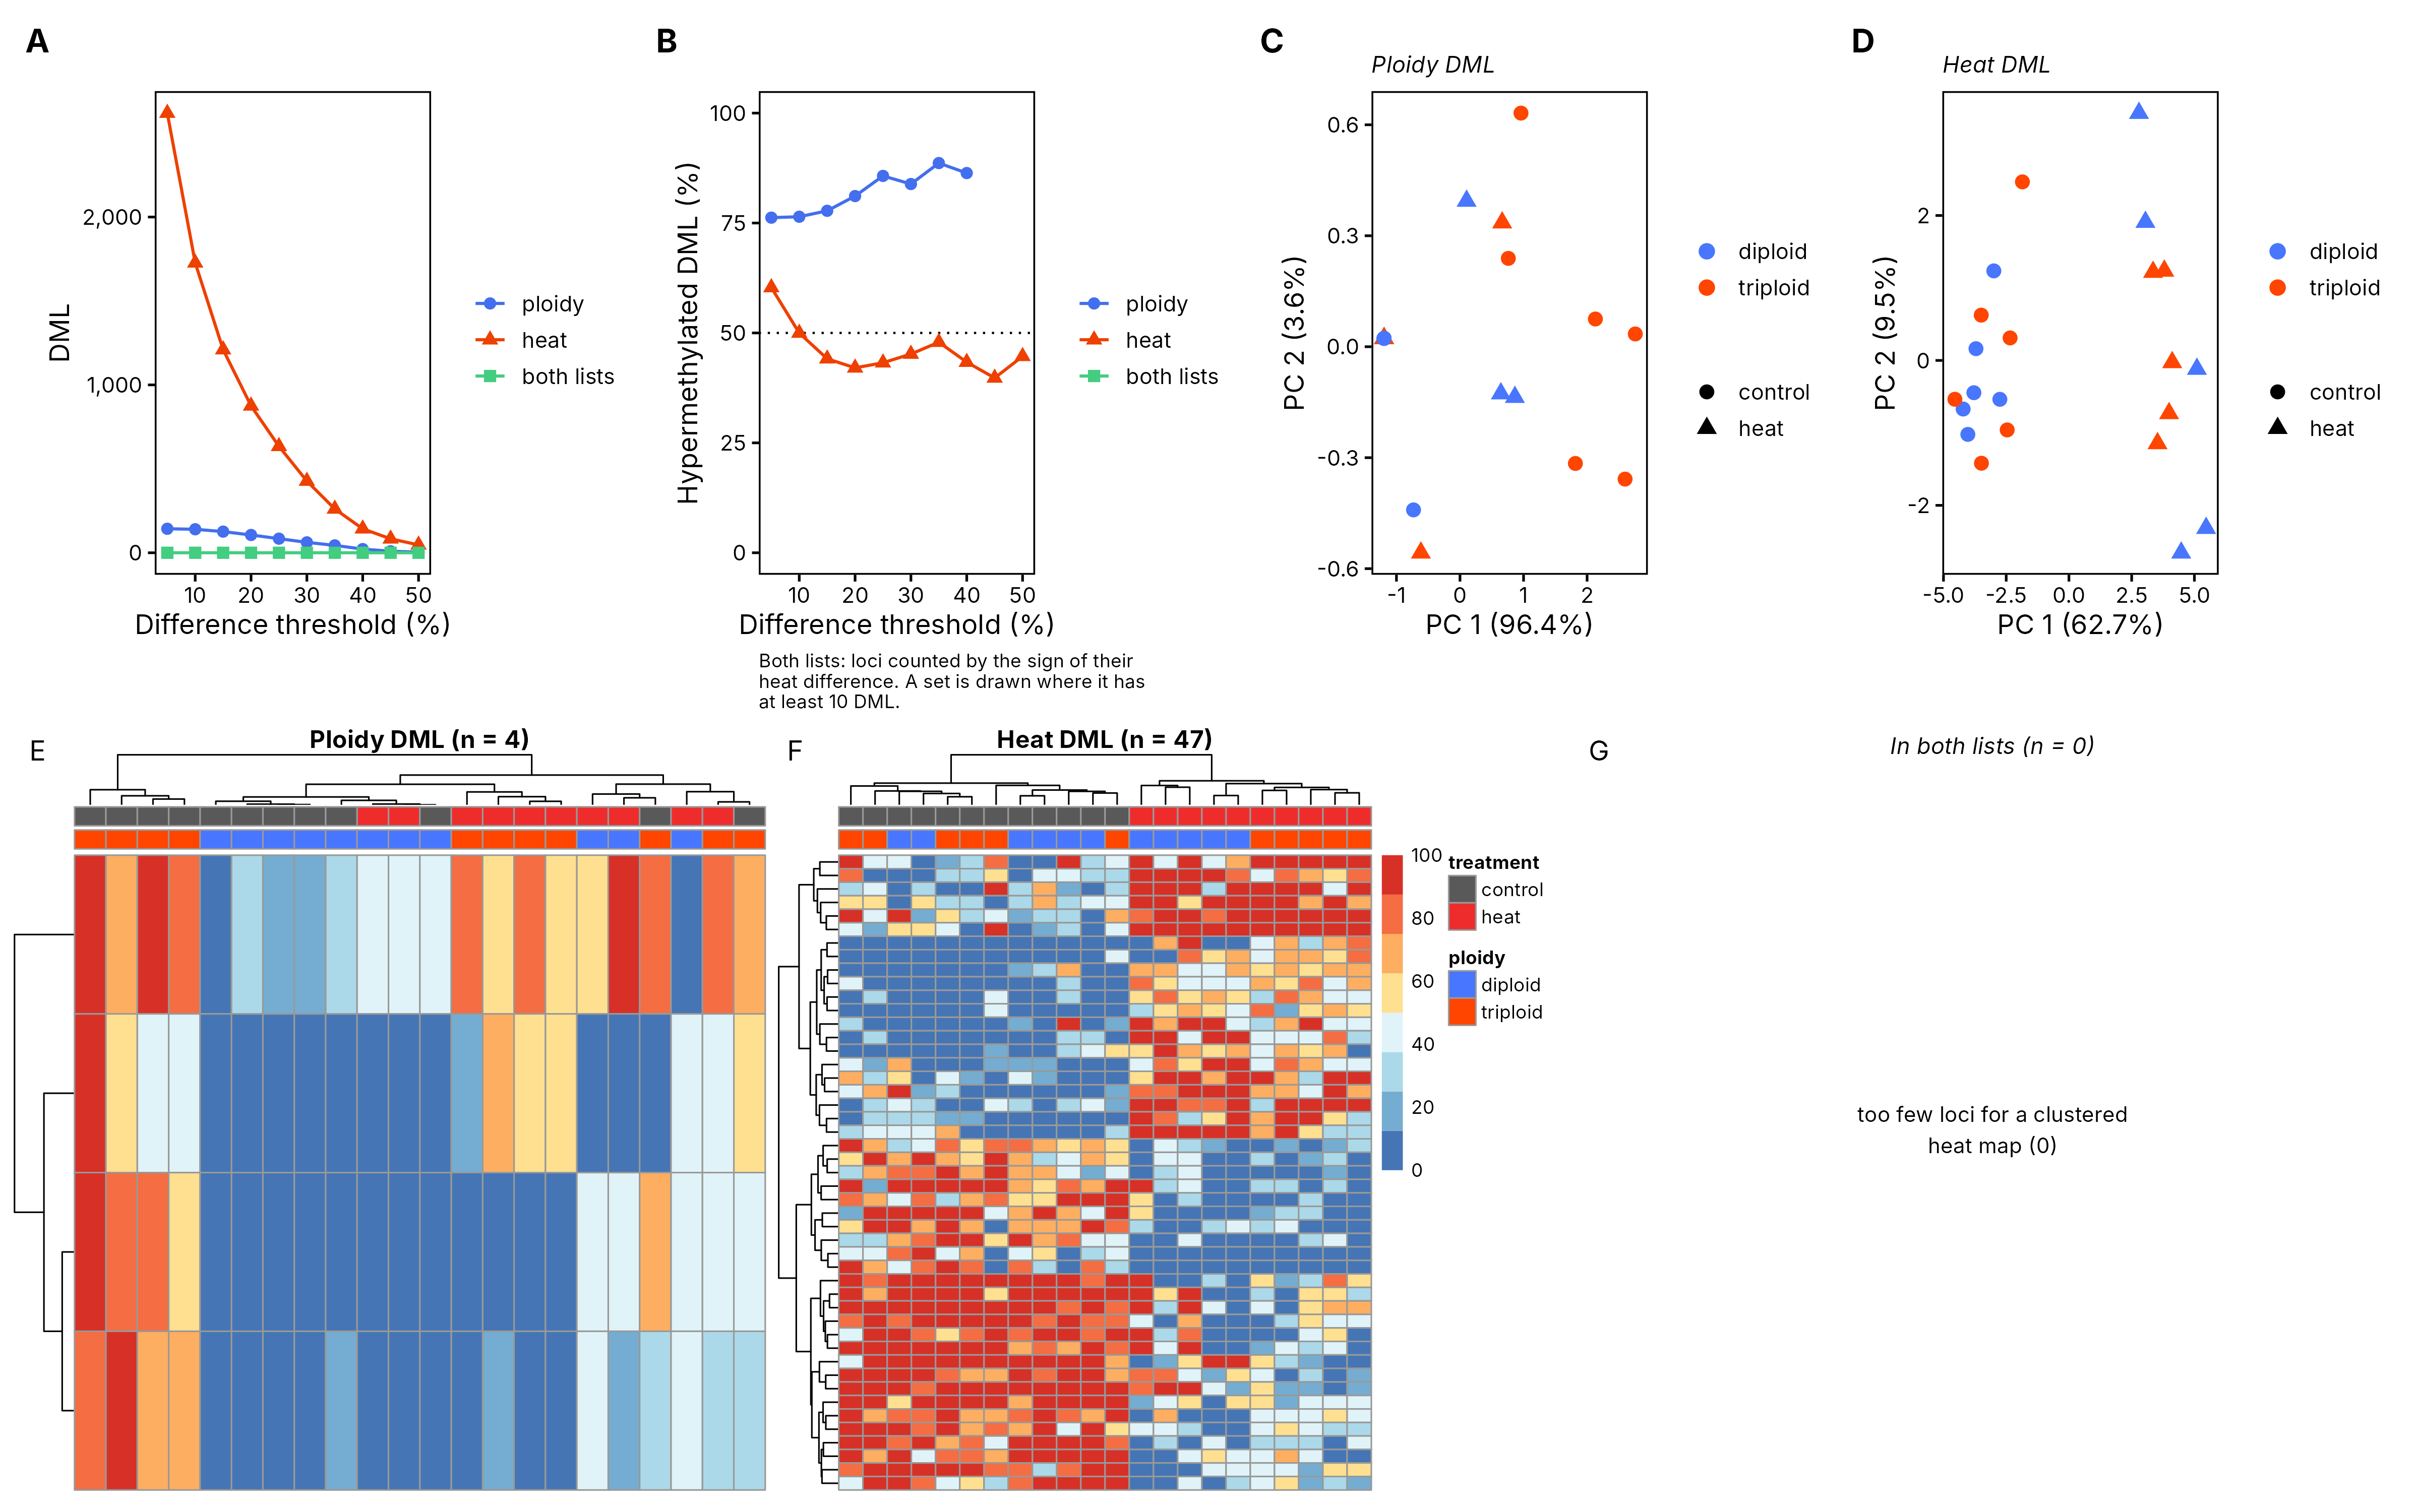 A
2,000
1,000
0
DML
10 20 30 40 50
Difference threshold (%)
ploidy
heat
both lists
B
100
75
50
25
0
Hypermethylated DML (%)
10 20 30 40 50
Difference threshold (%)
ploidy
heat
both lists
Both lists: loci counted by the sign of their
heat difference. A set is drawn where it has
at least 10 DML.
C
Ploidy DML
0.6
0.3
0.0
-0.3
-0.6
PC 2 (3.6%)
-1 0 1 2
PC 1 (96.4%)
diploid
triploid
control
heat
D
Heat DML
2
0
-2
PC 2 (9.5%)
-5.0 -2.5 0.0 2.5 5.0
PC 1 (62.7%)
diploid
triploid
control
heat
E
Ploidy DML (n = 4)
F
Heat DML (n = 47)
100
80
60
40
20
0
treatment
control
heat
ploidy
diploid
triploid
G
In both lists (n = 0)
too few loci for a clustered
heat map (0)